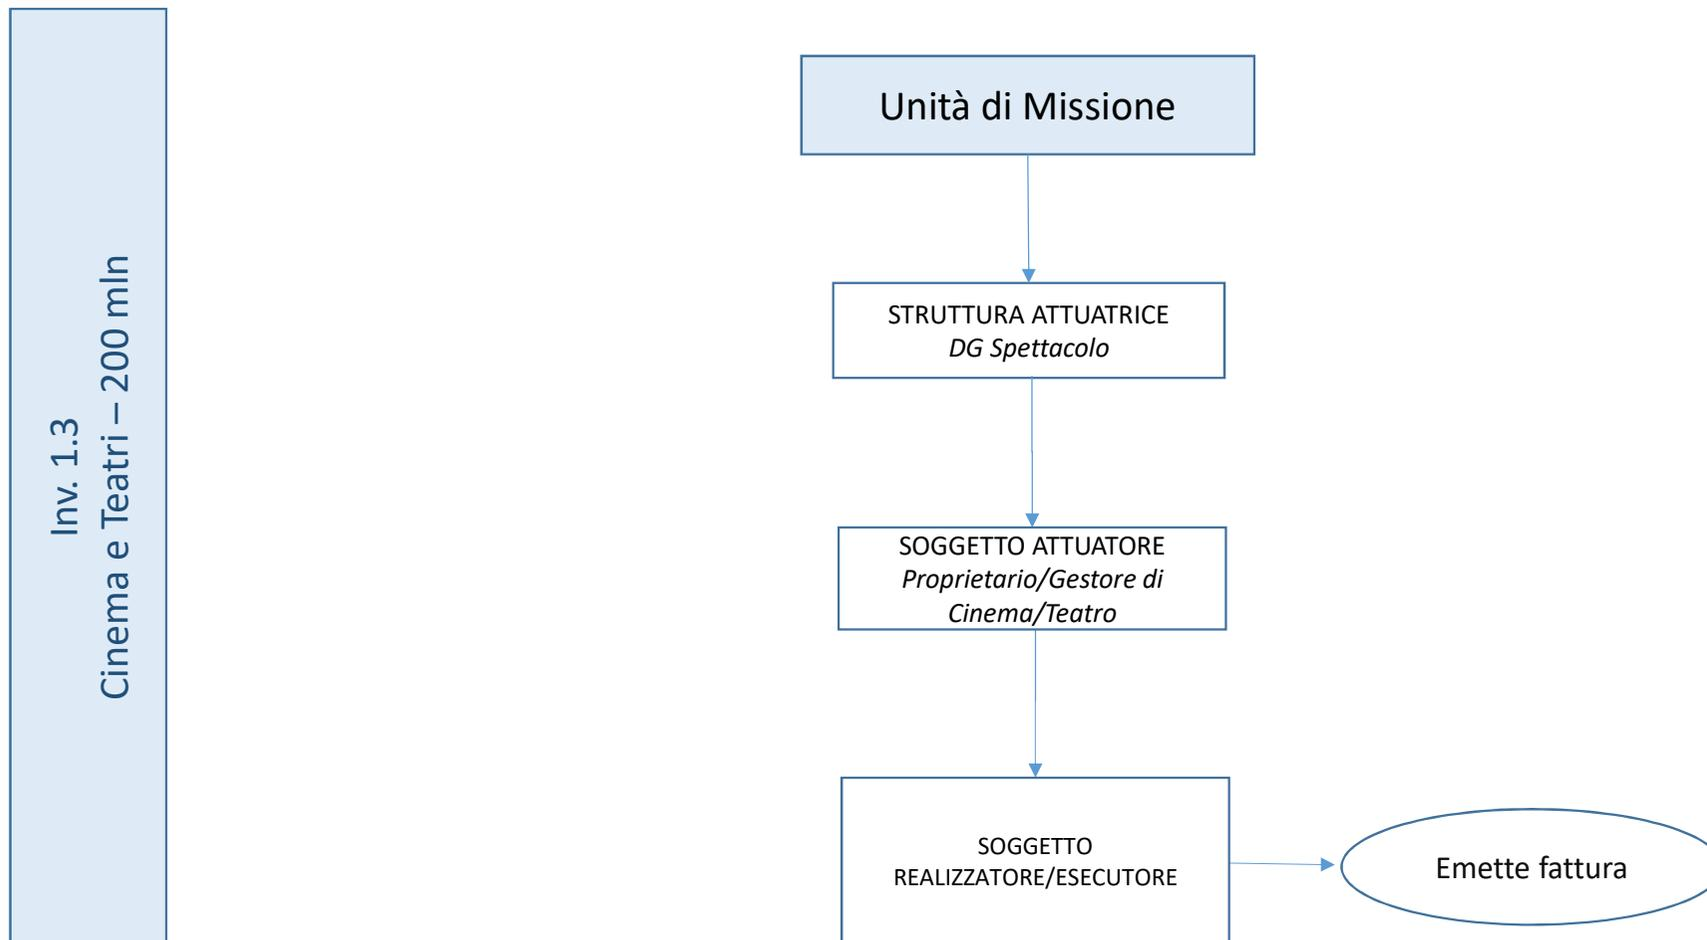 Inv. 1.3
Cinema e Teatri – 200 mln
Unità di Missione
STRUTTURA ATTUATRICE
DG Spettacolo
SOGGETTO ATTUATORE
Proprietario/Gestore di
Cinema/Teatro
SOGGETTO
REALIZZATORE/ESECUTORE
Emette fattura